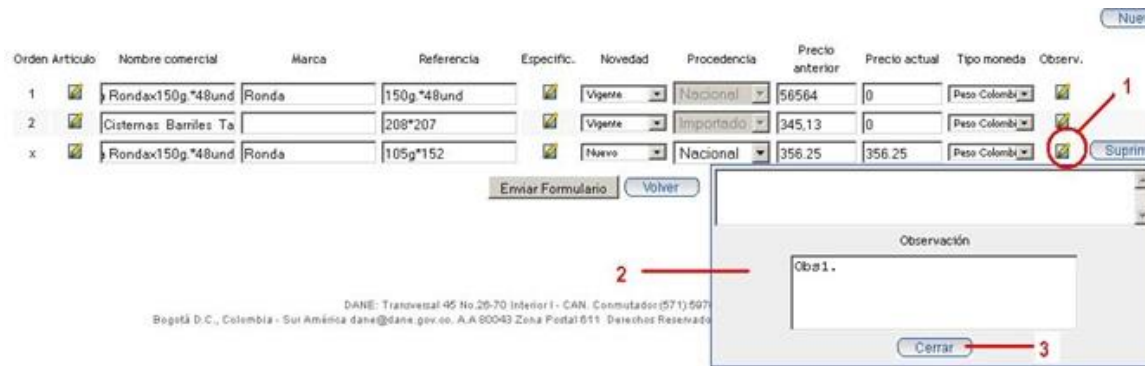 Nuev
Orden Articulo Nombre comercial Marca Referencia Especific. Novedad Procedencia Precio anterior Precio actual Tipo moneda Observ.
1 Rondax150g.*48und Ronda 150g.*48und Vigente Nacional 56564 0 Peso Colombi
2 Cisternas Barriles Ta 208*207 Vigente Importado 345,13 0 Peso Colombi
x Rondax150g.*48und Ronda 105g*152 Nuevo Nacional 356.25 356.25 Peso Colombi Suprim
1
Enviar Formulario Volver
Observación
Obs1.
2
DANE: Transversal 45 No.26-70 Interior I - CAN. Conmutador (571) 597
Bogotá D.C., Colombia - Sur América dane@dane.gov.co. A.A 80043 Zona Postal 611 Derechos Reservado
Cerrar 3